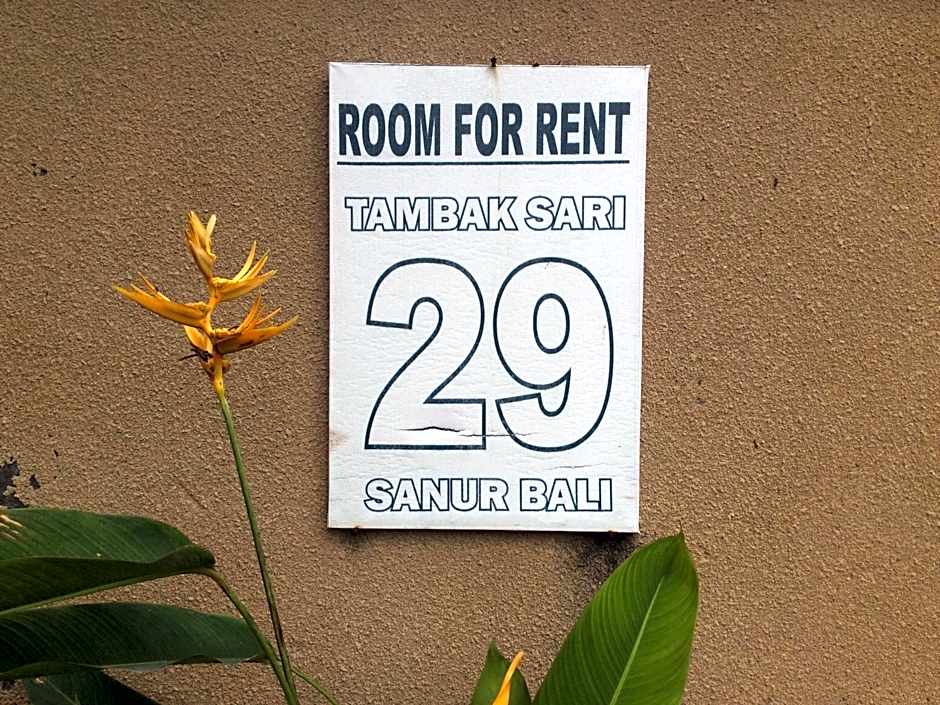 ROOM FOR RENT
TAMBAK SARI
29
SANUR BALI